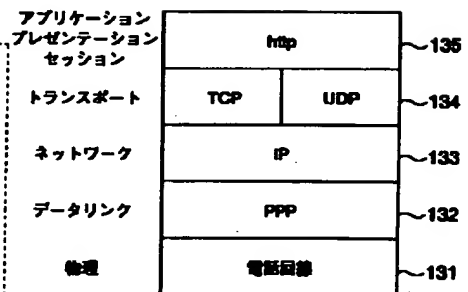 アプリケーション
プレゼンテーション
セッション
http
135
トランスポート
TCP
UDP
134
ネットワーク
IP
133
データリンク
PPP
132
物理
電話回線
131